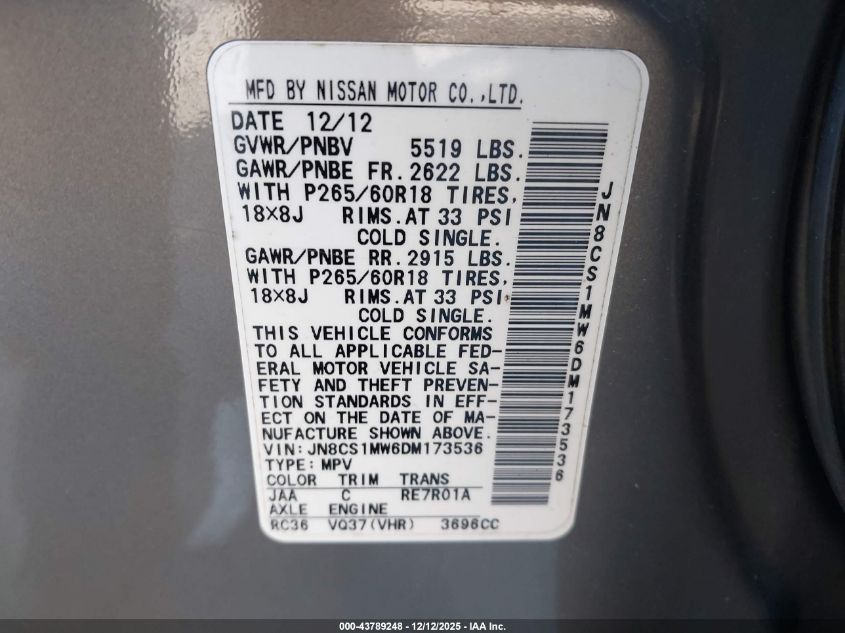 MFD BY NISSAN MOTOR CO.,LTD.
DATE 12/12
GVWR/PNBV 5519 LBS.
GAWR/PNBE FR. 2622 LBS.
WITH P265/60R18 TIRES,
18×8J RIMS. AT 33 PSI
COLD SINGLE.
GAWR/PNBE RR. 2915 LBS.
WITH P265/60R18 TIRES,
18×8J RIMS. AT 33 PSI
COLD SINGLE.
THIS VEHICLE CONFORMS
TO ALL APPLICABLE FED-
ERAL MOTOR VEHICLE SA-
FETY AND THEFT PREVEN-
TION STANDARDS IN EFF-
ECT ON THE DATE OF MA-
NUFACTURE SHOWN ABOVE.
VIN:JN8CS1MW6DM173536
TYPE:MPV
COLOR TRIM TRANS
JAA C RE7R01A
AXLE ENGINE
RC36 VQ37(VHR) 3696CC
JN8CS1MW6DM173536
000-43789248 - 12/12/2025 - IAA Inc.